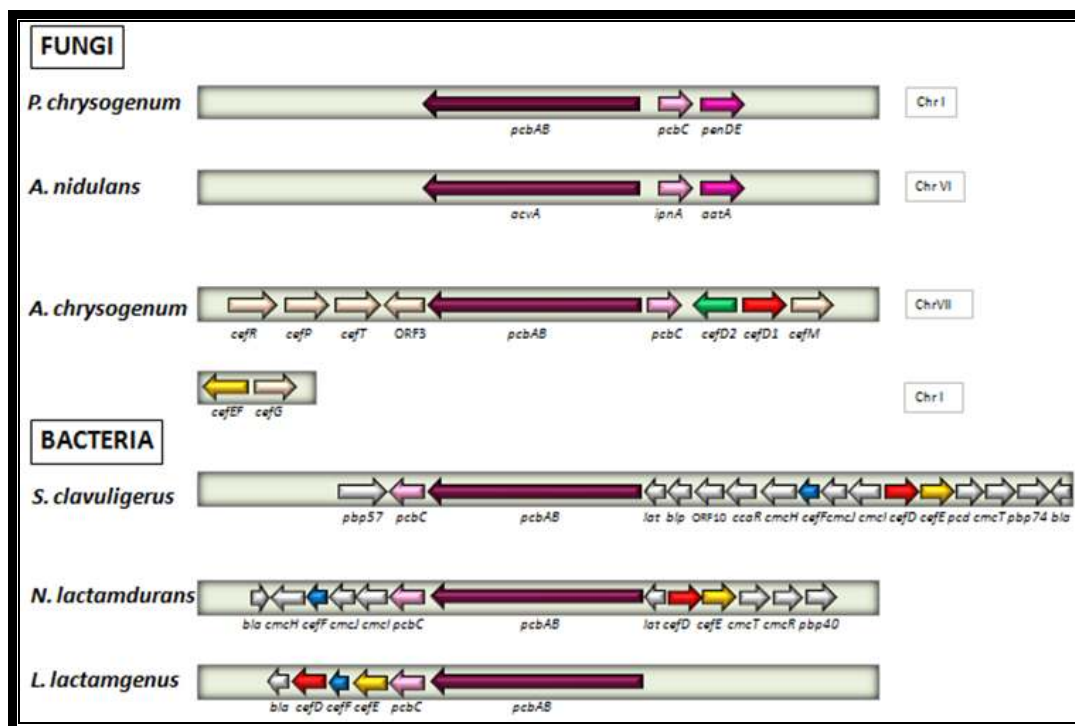 FUNGI
P. chrysogenum
Chr I
pcbAB pcbC penDE
A. nidulans
Chr VI
acvA ipnA aatA
A. chrysogenum
ChrVII
cefR cefP cefT ORF3 pcbAB pcbC cefD2 cefD1 cefM
Chr I
cefEF cefG
BACTERIA
S. clavuligerus
pbp57 pcbC pcbAB lat blp ORF10 ccaR cmcH cefF cmcJ cmcI cefD cefE pcd cmcT pbp74 bla
N. lactamdurans
bla cmcH cefF cmcJ cmcI pcbC pcbAB lat cefD cefE cmcT cmcR pbp40
L. lactamgenus
bla cefD cefF cefE pcbC pcbAB